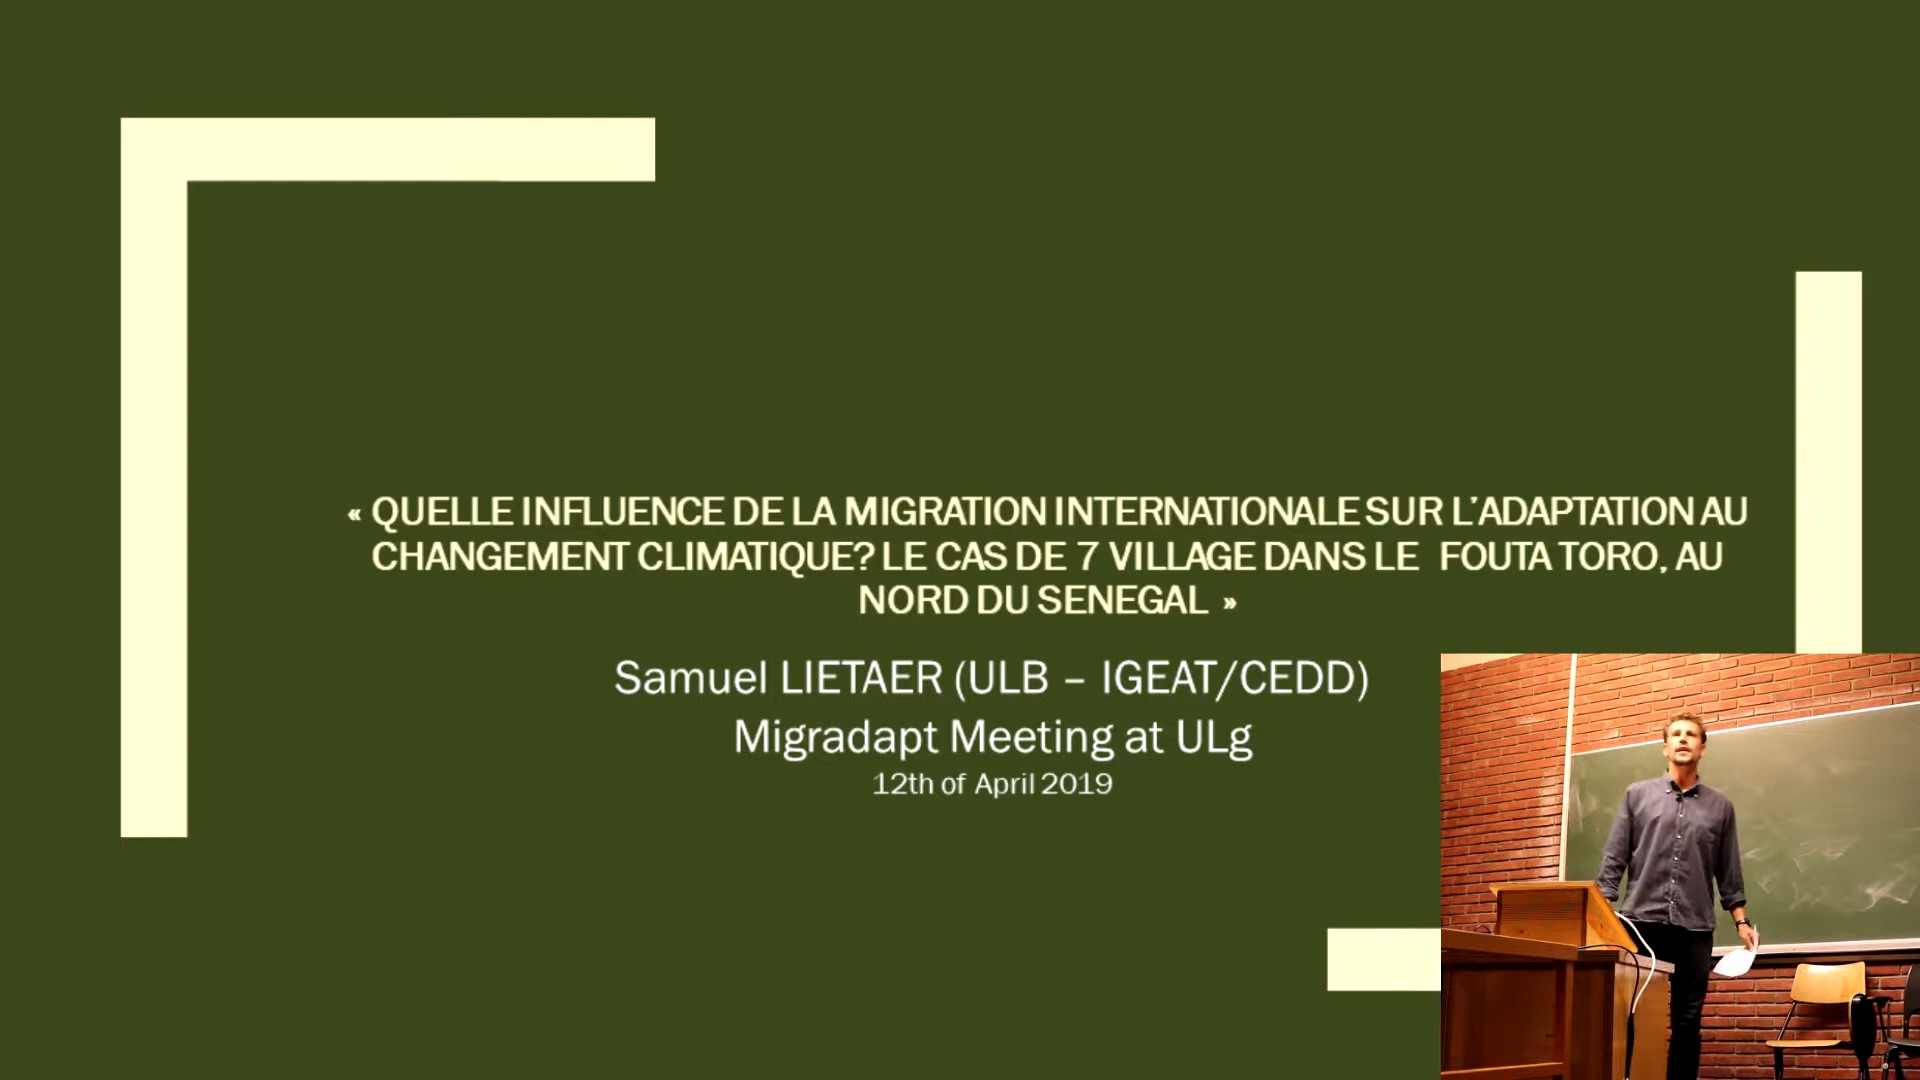 « QUELLE INFLUENCE DE LA MIGRATION INTERNATIONALE SUR L’ADAPTATION AU
CHANGEMENT CLIMATIQUE? LE CAS DE 7 VILLAGE DANS LE FOUTA TORO, AU
NORD DU SENEGAL »
Samuel LIETAER (ULB – IGEAT/CEDD)
Migradapt Meeting at ULg
12th of April 2019